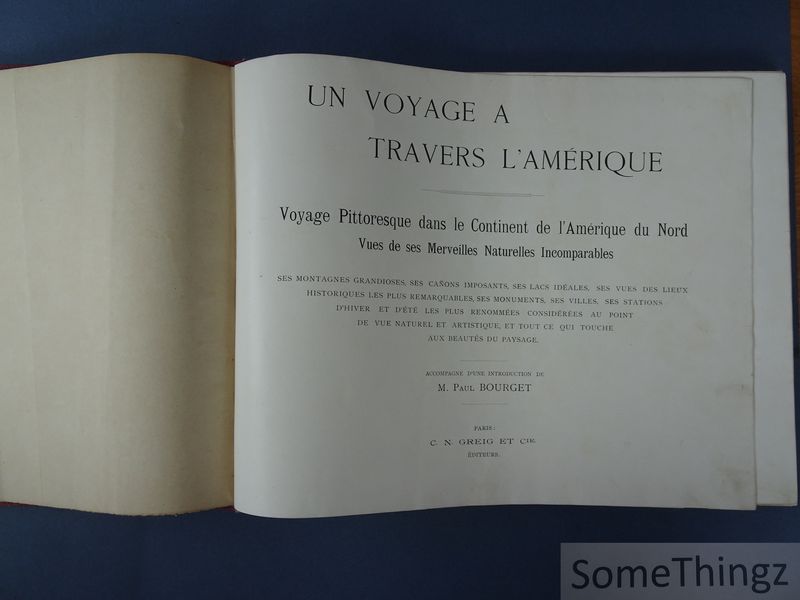 UN VOYAGE A
TRAVERS L'AMÉRIQUE
Voyage Pittoresque dans le Continent de l'Amérique du Nord
Vues de ses Merveilles Naturelles Incomparables
SES MONTAGNES GRANDIOSES, SES CAÑONS IMPOSANTS, SES LACS IDÉALES, SES VUES DES LIEUX
HISTORIQUES LES PLUS REMARQUABLES, SES MONUMENTS, SES VILLES, SES STATIONS
D'HIVER ET D'ÉTÉ LES PLUS RENOMMÉES CONSIDÉRÉES AU POINT
DE VUE NATUREL ET ARTISTIQUE, ET TOUT CE QUI TOUCHE
AUX BEAUTÉS DU PAYSAGE.
ACCOMPAGNE D'UNE INTRODUCTION DE
M. PAUL BOURGET
PARIS:
C. N. GREIG ET CIE.
ÉDITEURS.
SomeThingz